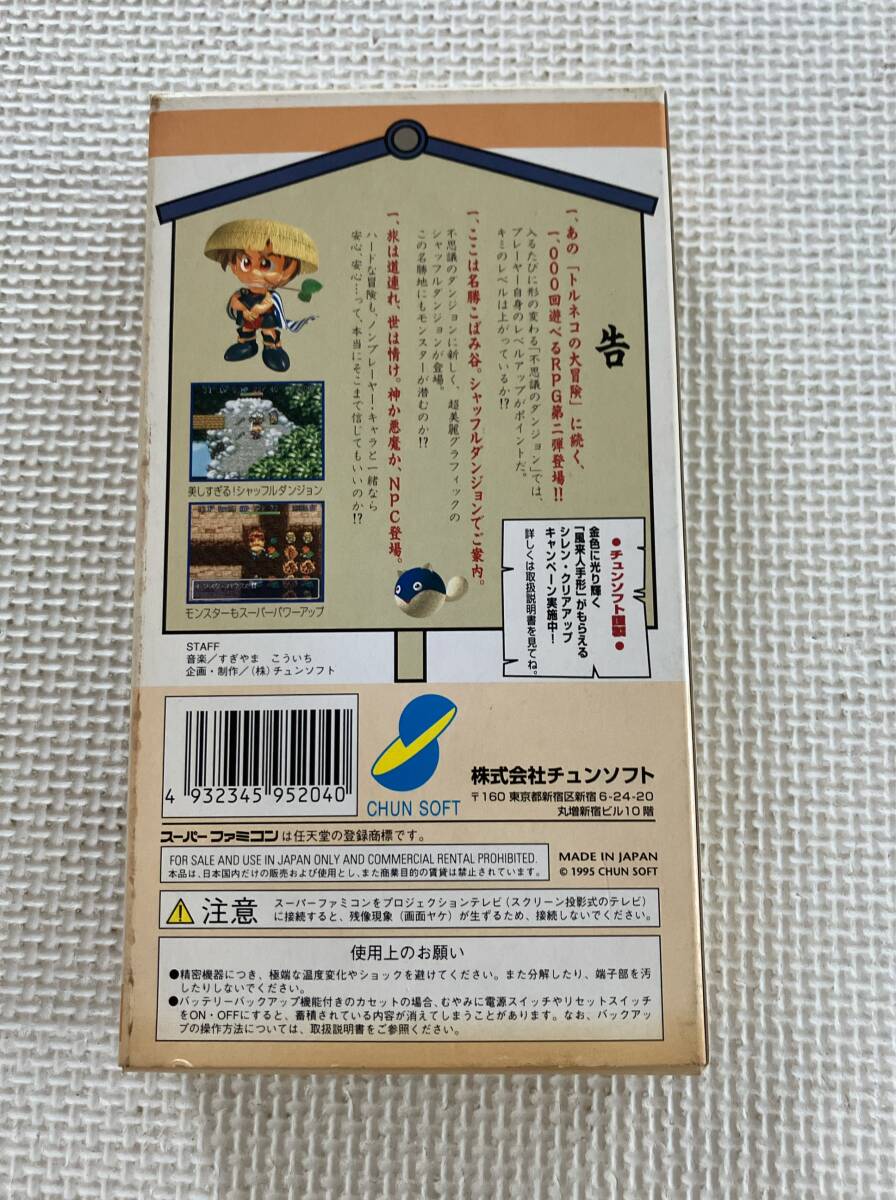 告
一、あの「トルネコの大冒険」に続く、
一、000回遊べるRPG第二弾登場!!
入るたびに形の変わる「不思議のダンジョン」では、
プレーヤー自身のレベルアップがポイントだ。
キミのレベルは上がっているか!?
一、ここは名勝こばみ谷。シャッフルダンジョンでご案内。
不思議のダンジョンに新しく、超美麗グラフィックの
シャッフルダンジョンが登場。
この名勝地にもモンスターが潜むのか!?
一、旅は道連れ、世は情け。神か悪魔か、NPC登場。
ハードな冒険も、ノンプレーヤー・キャラと一緒なら
安心、安心…って、本当にそこまで信じてもいいのか!?
美しすぎる!シャッフルダンジョン
モンスターもスーパーパワーアップ
●チュンソフト謹製●
金色に光り輝く
「風来人手形」がもらえる
シレン・クリアアップ
キャンペーン実施中!
詳しくは取扱説明書を見てね。
STAFF
音楽/すぎやま こういち
企画・制作/(株)チュンソフト
4 932345 952040
CHUN SOFT
株式会社チュンソフト
〒160 東京都新宿区新宿6-24-20
丸増新宿ビル10階
スーパーファミコンは任天堂の登録商標です。
FOR SALE AND USE IN JAPAN ONLY AND COMMERCIAL RENTAL PROHIBITED.
本品は、日本国内だけの販売および使用とし、また商業目的の賃貸は禁止されています。
MADE IN JAPAN
© 1995 CHUN SOFT
注意
スーパーファミコンをプロジェクションテレビ(スクリーン投影式のテレビ)
に接続すると、残像現象(画面ヤケ)が生ずるため、接続しないでください。
使用上のお願い
●精密機器につき、極端な温度変化やショックを避けてください。また分解したり、端子部を汚
したりしないでください。
●バッテリーバックアップ機能付きのカセットの場合、むやみに電源スイッチやリセットスイッチ
をON・OFFにすると、蓄積されている内容が消えてしまうことがあります。なお、バックアッ
プの操作方法については、取扱説明書をご参照ください。